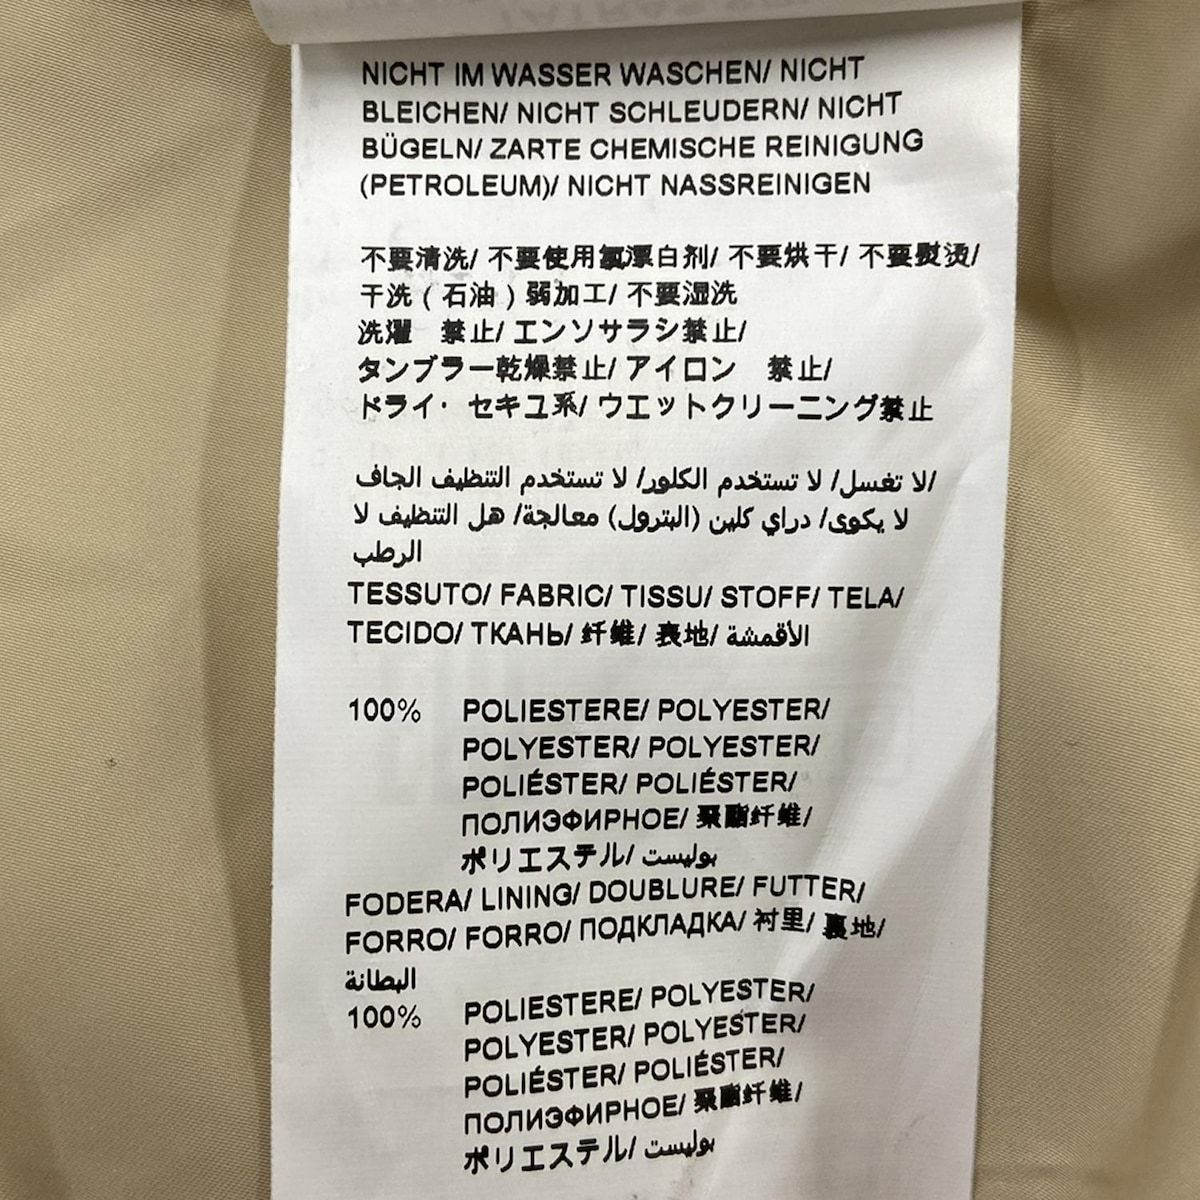 NICHT IM WASSER WASCHEN/ NICHT
BLEICHEN/ NICHT SCHLEUDERN/ NICHT
BÜGELN/ ZARTE CHEMISCHE REINIGUNG
(PETROLEUM)/ NICHT NASSREINIGEN
不要清洗/ 不要使用氯漂白剂/ 不要烘干/ 不要熨烫/
干洗 ( 石油 ) 弱加工/ 不要湿洗
洗濯　禁止/ エンソサラシ禁止/
タンブラー乾燥禁止/ アイロン　禁止/
ドライ・セキユ系/ ウエットクリーニング禁止
لا تغسل/ لا تستخدم الكلور/ لا تستخدم التنظيف الجاف/
لا يكوى/ دراي كلين (البترول) معالجة/ هل التنظيف لا
الرطب
TESSUTO/ FABRIC/ TISSU/ STOFF/ TELA/
TECIDO/ ТКАНЬ/ 纤维/ 表地/ الأقمشة
100% POLIESTERE/ POLYESTER/
POLYESTER/ POLYESTER/
POLIÉSTER/ POLIÉSTER/
ПОЛИЭФИРНОЕ/ 聚酯纤维/
ポリエステル/ بوليست
FODERA/ LINING/ DOUBLURE/ FUTTER/
FORRO/ FORRO/ ПОДКЛАДКА/ 衬里/ 裏地/
البطانة
100% POLIESTERE/ POLYESTER/
POLYESTER/ POLYESTER/
POLIÉSTER/ POLIÉSTER/
ПОЛИЭФИРНОЕ/ 聚酯纤维/
ポリエステル/ بوليست